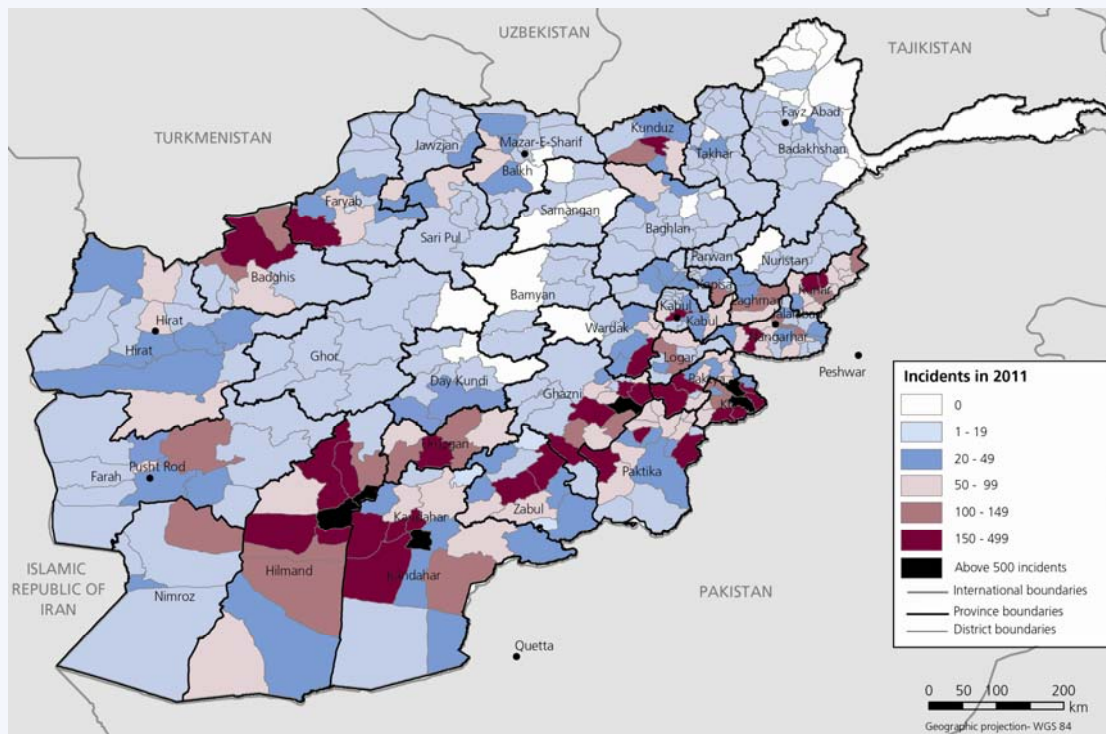 UZBEKISTAN
TAJIKISTAN
TURKMENISTAN
Fayz Abad
Kunduz
Jawzjan
Mazar-E-Sharif
Takhar
Badakhshan
Balkh
Faryab
Samangan
Sari Pul
Baghlan
Parwan
Nuristan
Badghis
Bamyan
Kapisa
Kunar
Laghman
Hirat
Kabul
Jalalabad
Wardak
Kabul
Nangarhar
Hirat
Ghor
Logar
Peshwar
Day Kundi
Paktya
Ghazni
Khost
Uruzgan
Pusht Rod
Farah
Paktika
Zabul
Kandahar
ISLAMIC
REPUBLIC OF
IRAN
Hilmand
Kandahar
Nimroz
PAKISTAN
Quetta
Incidents in 2011
0
1 - 19
20 - 49
50 - 99
100 - 149
150 - 499
Above 500 incidents
International boundaries
Province boundaries
District boundaries
0 50 100 150 200
km
Geographic projection- WGS 84